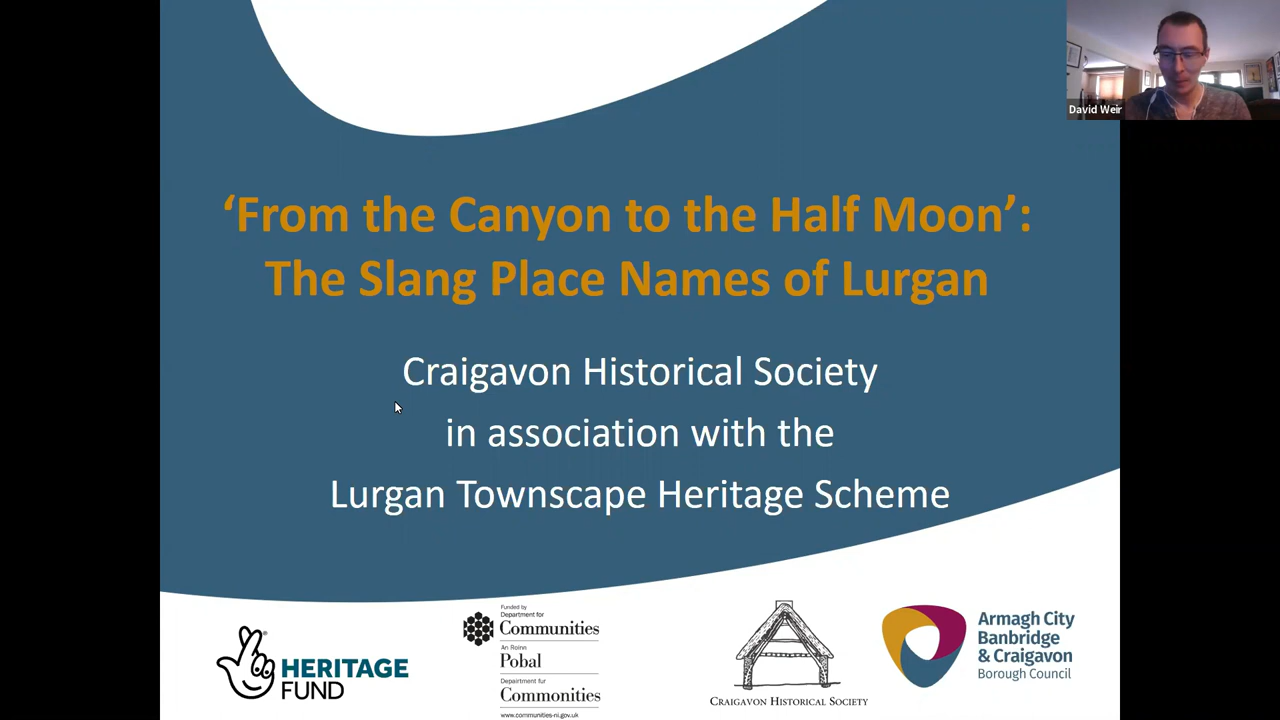 David Weir
‘From the Canyon to the Half Moon’:
The Slang Place Names of Lurgan
Craigavon Historical Society
in association with the
Lurgan Townscape Heritage Scheme
HERITAGE
FUND
Funded by
Department for
Communities
An Roinn
Pobal
Depairtment fur
Commonities
www.communities-ni.gov.uk
CRAIGAVON HISTORICAL SOCIETY
Armagh City
Banbridge
& Craigavon
Borough Council